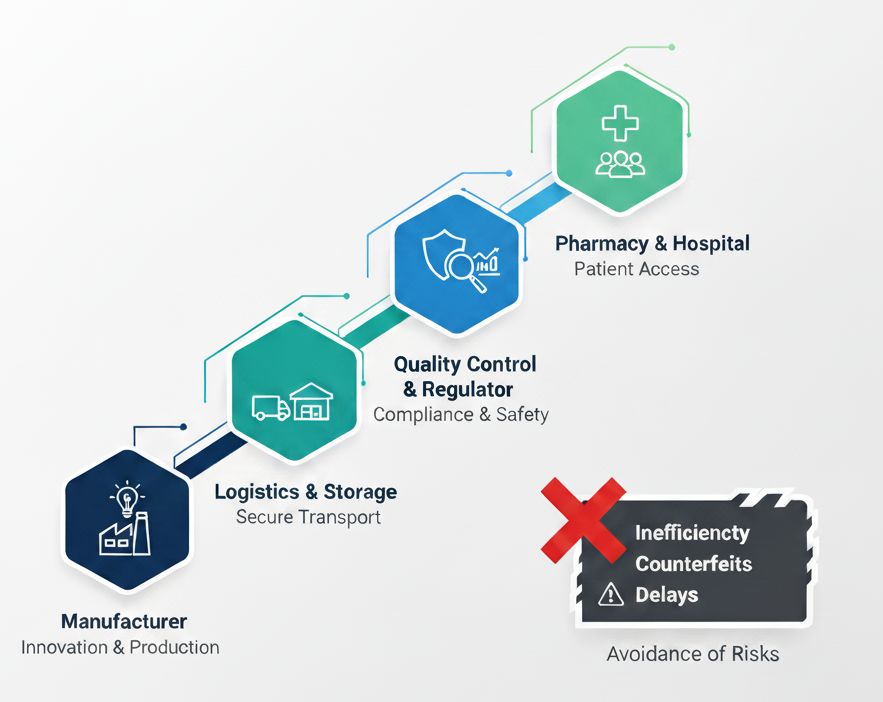 Pharmacy & Hospital
Patient Access
Quality Control
& Regulator
Compliance & Safety
Logistics & Storage
Secure Transport
Manufacturer
Innovation & Production
Inefficiencty
Counterfeits
Delays
Avoidance of Risks